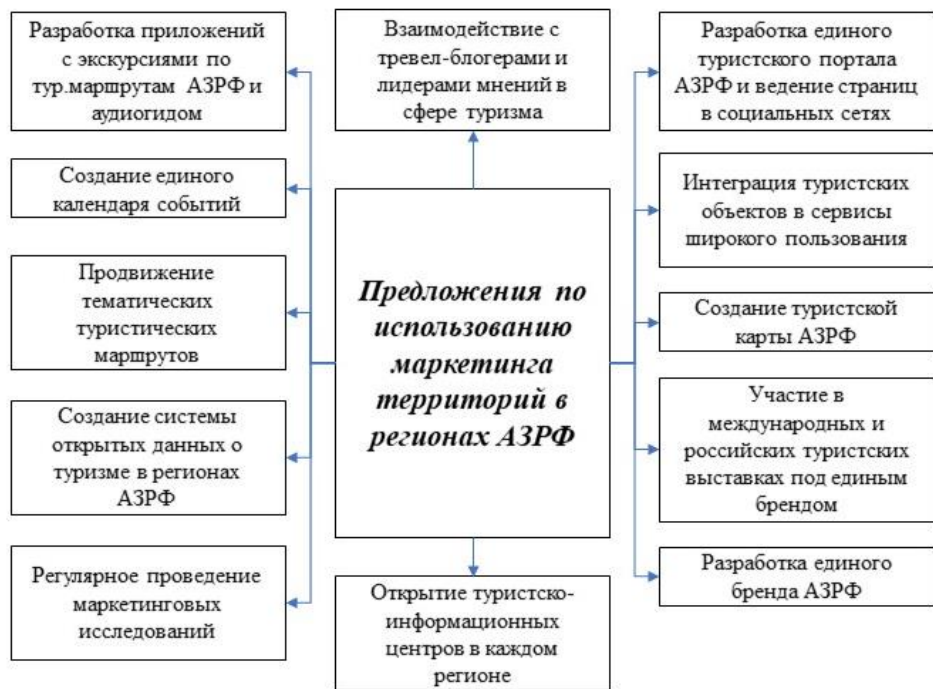 Разработка приложений
с экскурсиями по
тур.маршрутам АЗРФ и
аудиогидом
Создание единого
календаря событий
Продвижение
тематических
туристических
маршрутов
Создание системы
открытых данных о
туризме в регионах
АЗРФ
Регулярное проведение
маркетинговых
исследований
Взаимодействие с
тревел-блогерами и
лидерами мнений в
сфере туризма
Предложения по
использованию
маркетинга
территорий в
регионах АЗРФ
Открытие туристско-
информационных
центров в каждом
регионе
Разработка единого
туристского портала
АЗРФ и ведение страниц
в социальных сетях
Интеграция туристских
объектов в сервисы
широкого пользования
Создание туристской
карты АЗРФ
Участие в
международных и
российских туристских
выставках под единым
брендом
Разработка единого
бренда АЗРФ